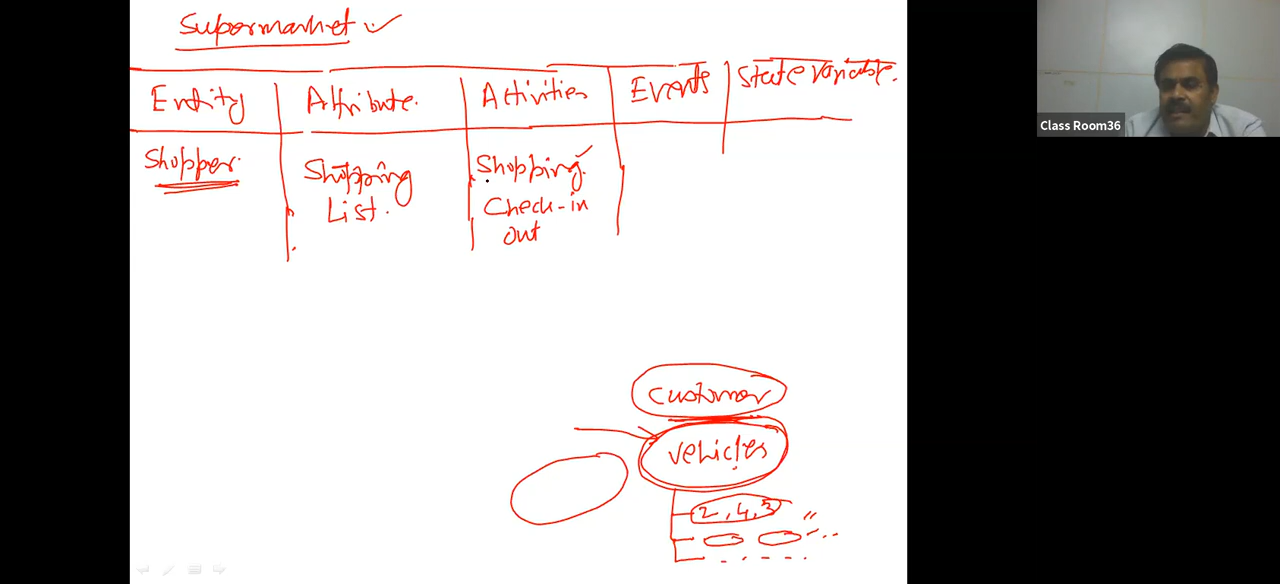 Supermarket
Entity Attribute. Activities Events State variable.
Shopper. Shopping List. Shopping. Check-in out
customer
vehicles
2, 4, 3 "
Class Room36